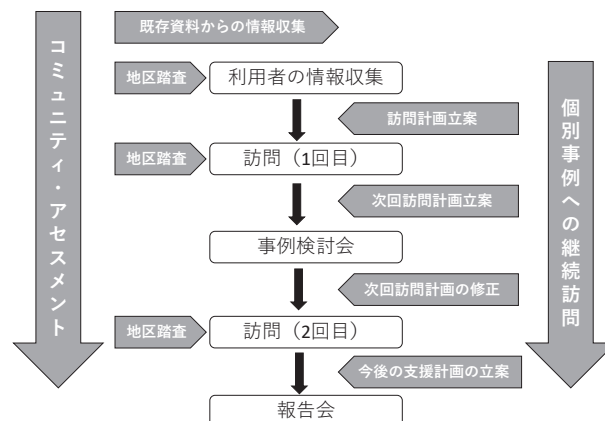 コミュニティ・アセスメント
既存資料からの情報収集
地区踏査
利用者の情報収集
訪問計画立案
地区踏査
訪問（1回目）
次回訪問計画立案
事例検討会
次回訪問計画の修正
地区踏査
訪問（2回目）
今後の支援計画の立案
報告会
個別事例への継続訪問